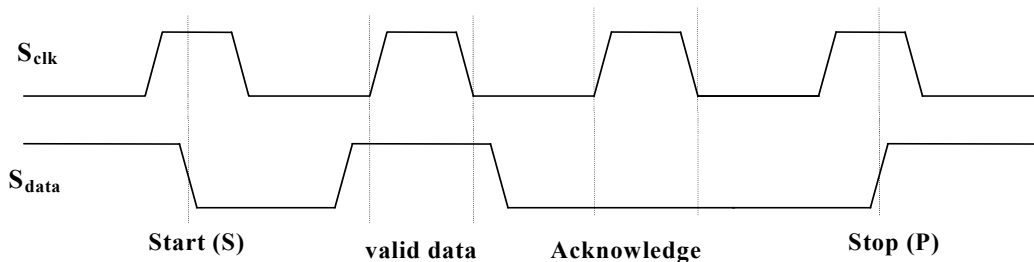 S_clk
S_data
Start (S)
valid data
Acknowledge
Stop (P)